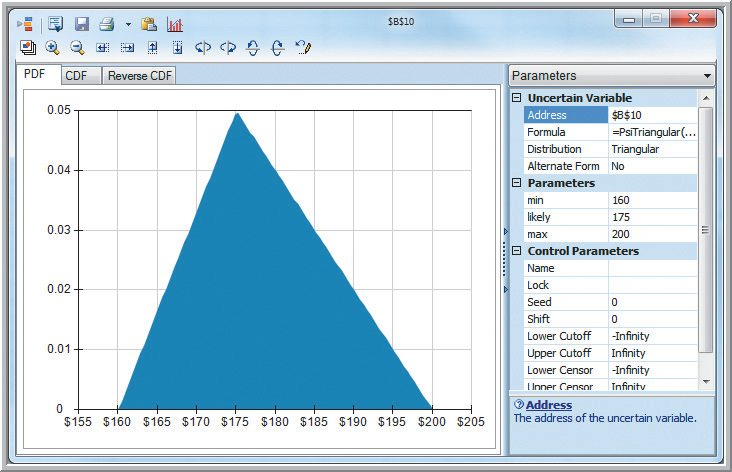 $B$10
PDF CDF Reverse CDF
Parameters
Uncertain Variable
Address $B$10
Formula =PsiTriangular(...
Distribution Triangular
Alternate Form No
Parameters
min 160
likely 175
max 200
Control Parameters
Name
Lock
Seed 0
Shift 0
Lower Cutoff -Infinity
Upper Cutoff Infinity
Lower Censor -Infinity
Upper Censor Infinity
Address
The address of the uncertain variable.
0.05
0.04
0.03
0.02
0.01
0
$155 $160 $165 $170 $175 $180 $185 $190 $195 $200 $205